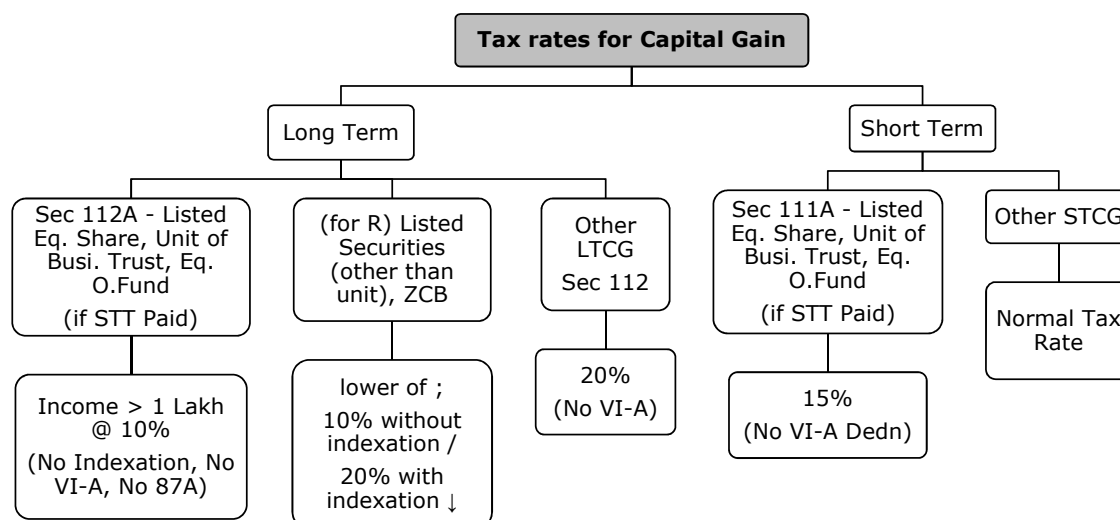 Tax rates for Capital Gain
Long Term
Short Term
Sec 112A - Listed
Eq. Share, Unit of
Busi. Trust, Eq.
O.Fund
(if STT Paid)
(for R) Listed
Securities
(other than
unit), ZCB
Other
LTCG
Sec 112
Sec 111A - Listed
Eq. Share, Unit of
Busi. Trust, Eq.
O.Fund
(if STT Paid)
Other STCG
Income > 1 Lakh
@ 10%
(No Indexation, No
VI-A, No 87A)
lower of ;
10% without
indexation /
20% with
indexation ↓
20%
(No VI-A)
15%
(No VI-A Dedn)
Normal Tax
Rate